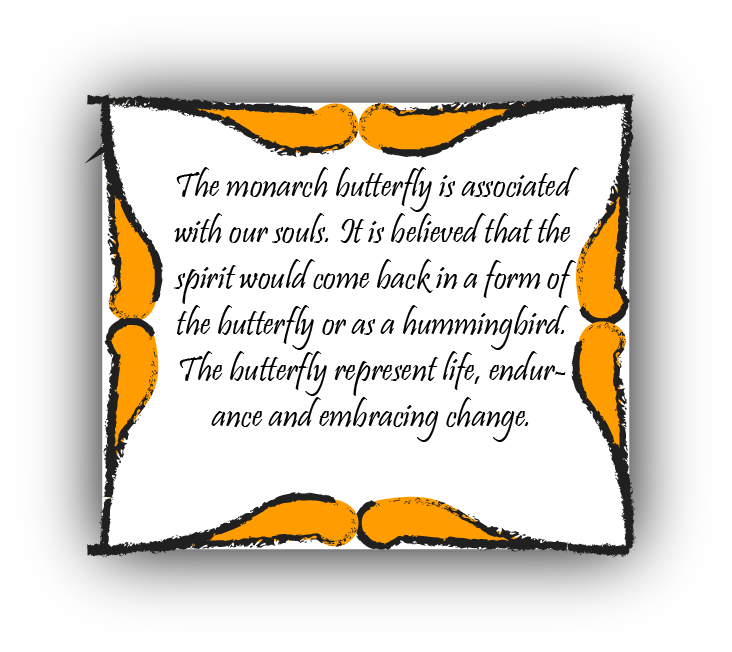 The monarch butterfly is associated
with our souls. It is believed that the
spirit would come back in a form of
the butterfly or as a hummingbird.
The butterfly represent life, endur-
ance and embracing change.